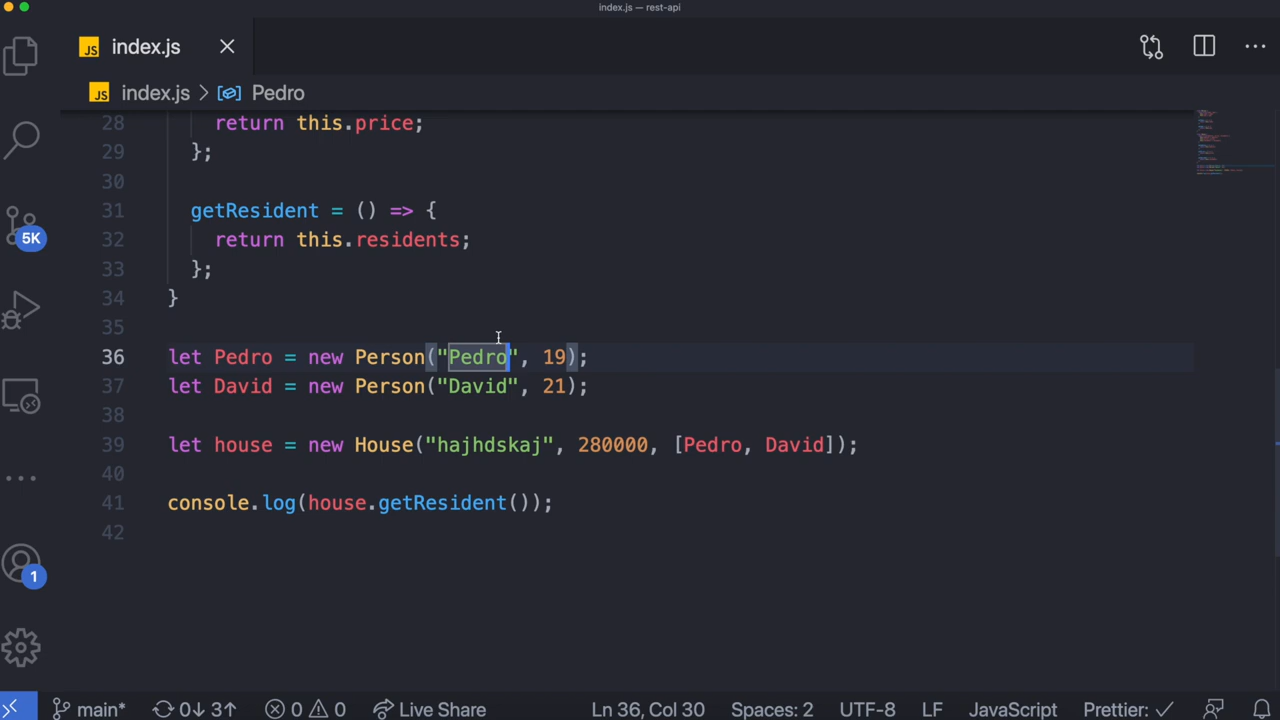 index.js — rest-api
JS index.js
JS index.js > Pedro
28 return this.price;
29 };
30
31 getResident = () => {
32 return this.residents;
33 };
34 }
35
36 let Pedro = new Person("Pedro", 19);
37 let David = new Person("David", 21);
38
39 let house = new House("hajhdskaj", 280000, [Pedro, David]);
40
41 console.log(house.getResident());
42
5K
1
main* 0↓ 3↑ 0 0 Live Share Ln 36, Col 30 Spaces: 2 UTF-8 LF JavaScript Prettier: ✓